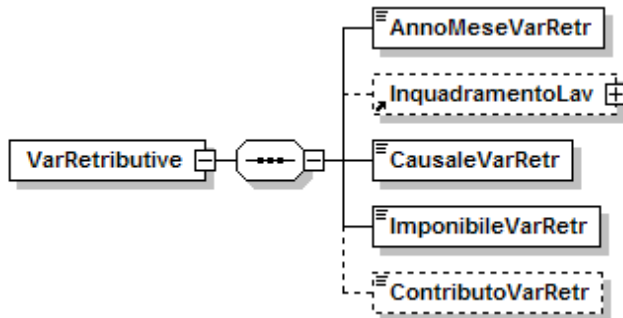 AnnoMeseVarRetr
InquadramentoLav
VarRetributive
CausaleVarRetr
ImponibileVarRetr
ContributoVarRetr